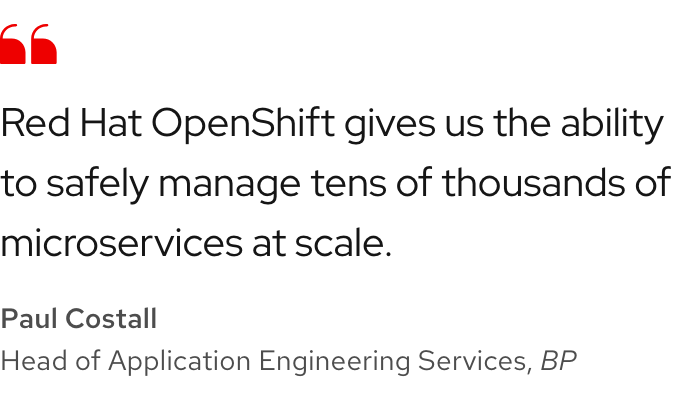 Red Hat OpenShift gives us the ability
to safely manage tens of thousands of
microservices at scale.
Paul Costall
Head of Application Engineering Services, BP